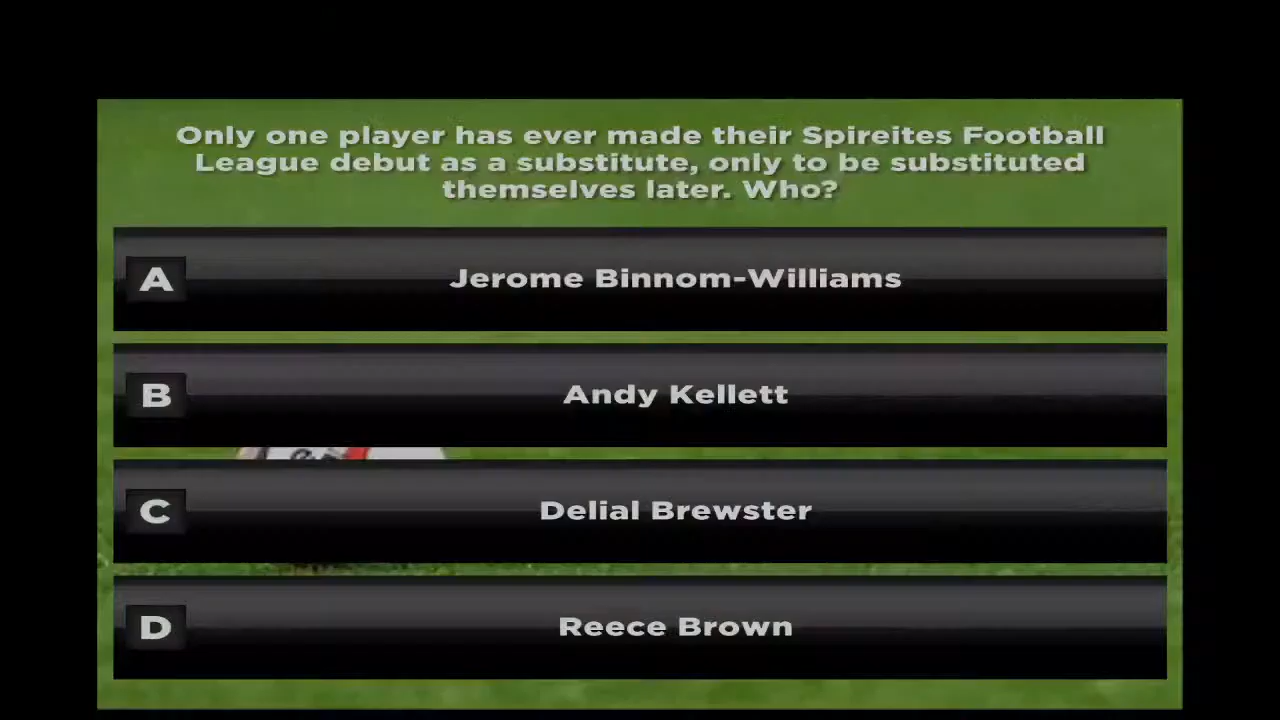 Only one player has ever made their Spireites Football
League debut as a substitute, only to be substituted
themselves later. Who?
A Jerome Binnom-Williams
B Andy Kellett
C Delial Brewster
D Reece Brown